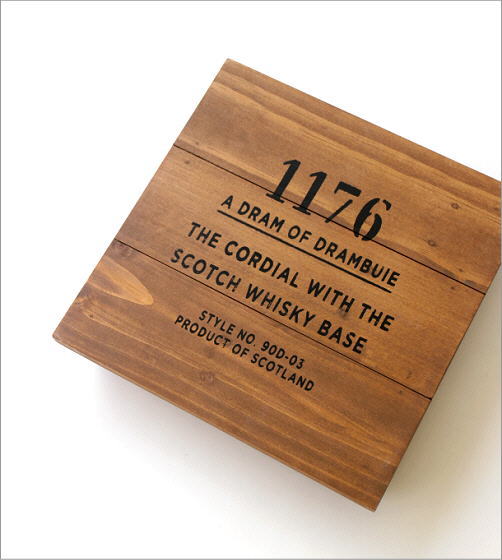 1176
A DRAM OF DRAMBUIE
THE CORDIAL WITH THE
SCOTCH WHISKY BASE
STYLE NO. 90D-03
PRODUCT OF SCOTLAND